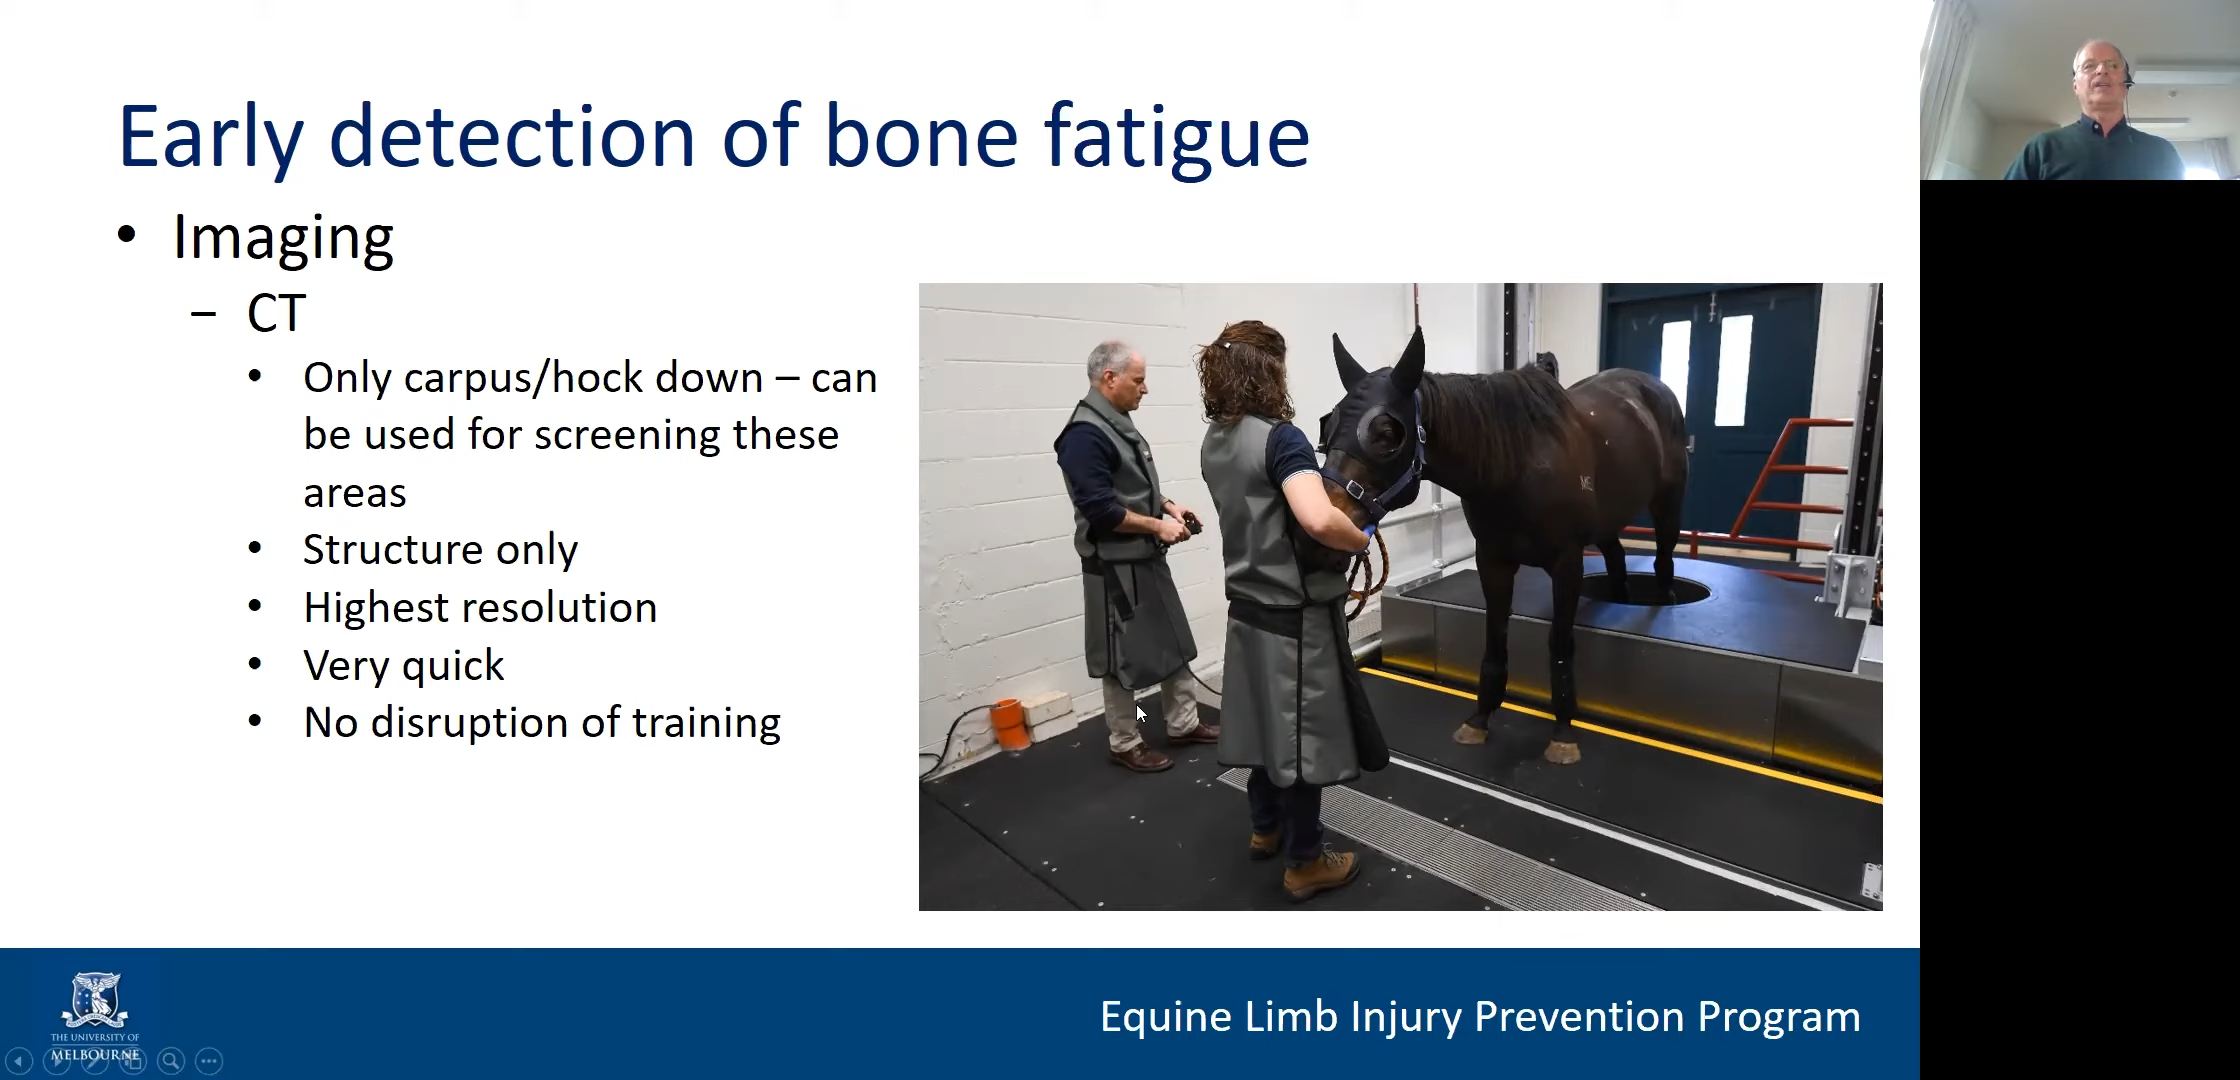 Early detection of bone fatigue
• Imaging
– CT
• Only carpus/hock down – can
be used for screening these
areas
• Structure only
• Highest resolution
• Very quick
• No disruption of training
THE UNIVERSITY OF
MELBOURNE
Equine Limb Injury Prevention Program